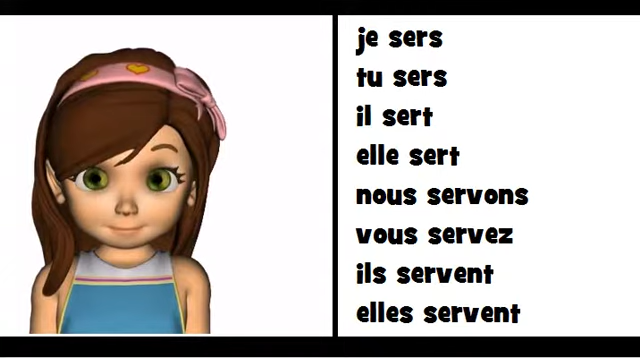 je sers
tu sers
il sert
elle sert
nous servons
vous servez
ils servent
elles servent